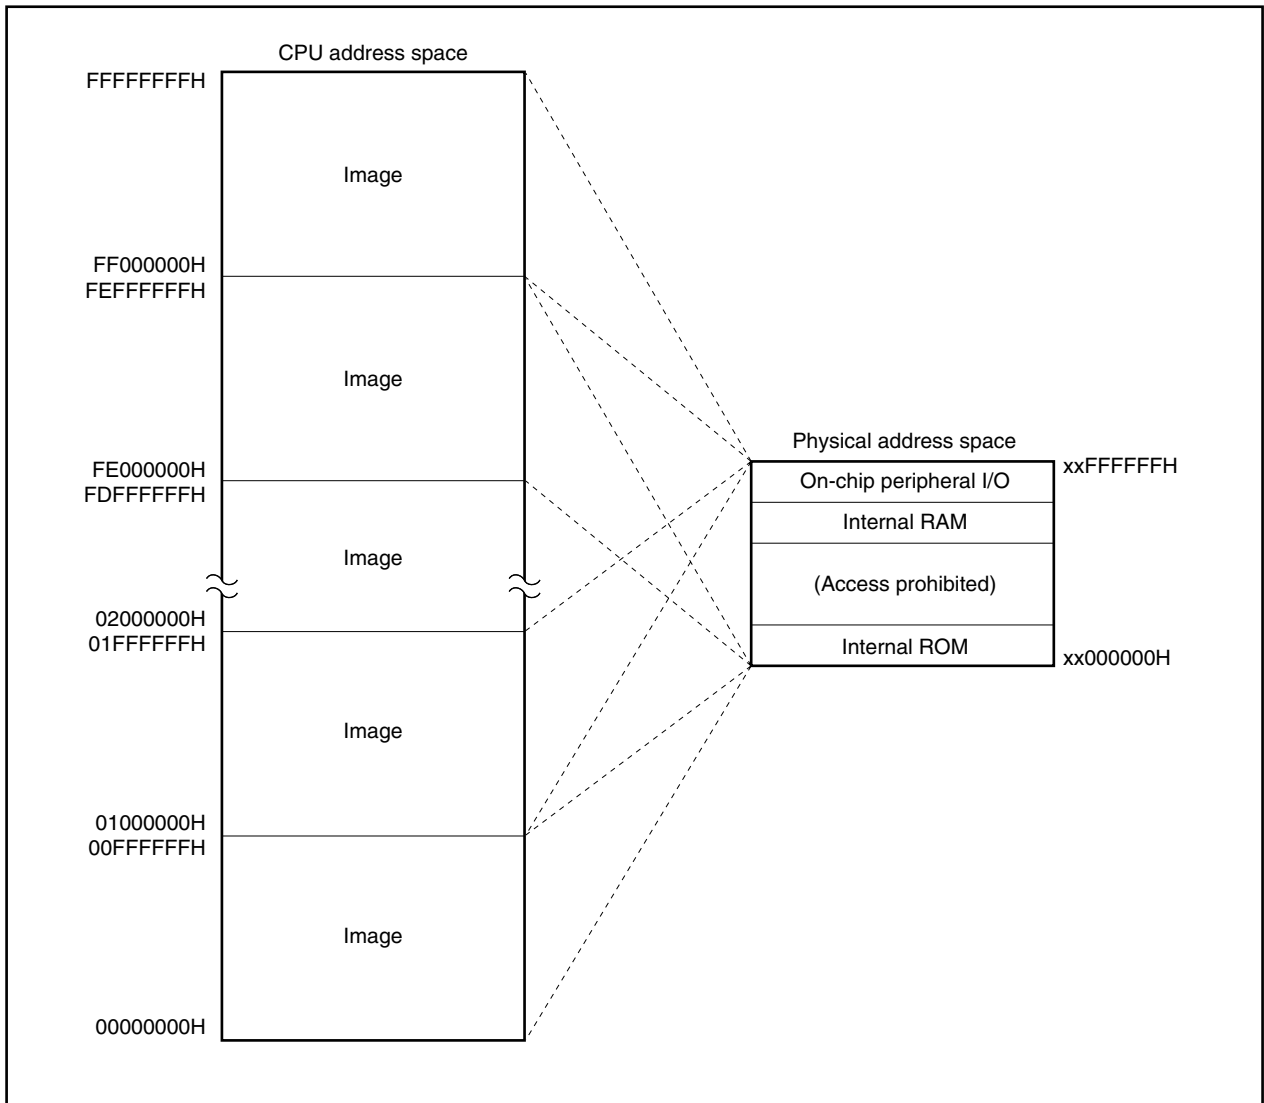 CPU address space
FFFFFFFFH
Image
FF000000H
FEFFFFFFH
Image
FE000000H
FDFFFFFFH
Image
02000000H
01FFFFFFH
Image
01000000H
00FFFFFFH
Image
00000000H
Physical address space
xxFFFFFFH
On-chip peripheral I/O
Internal RAM
(Access prohibited)
Internal ROM
xx000000H